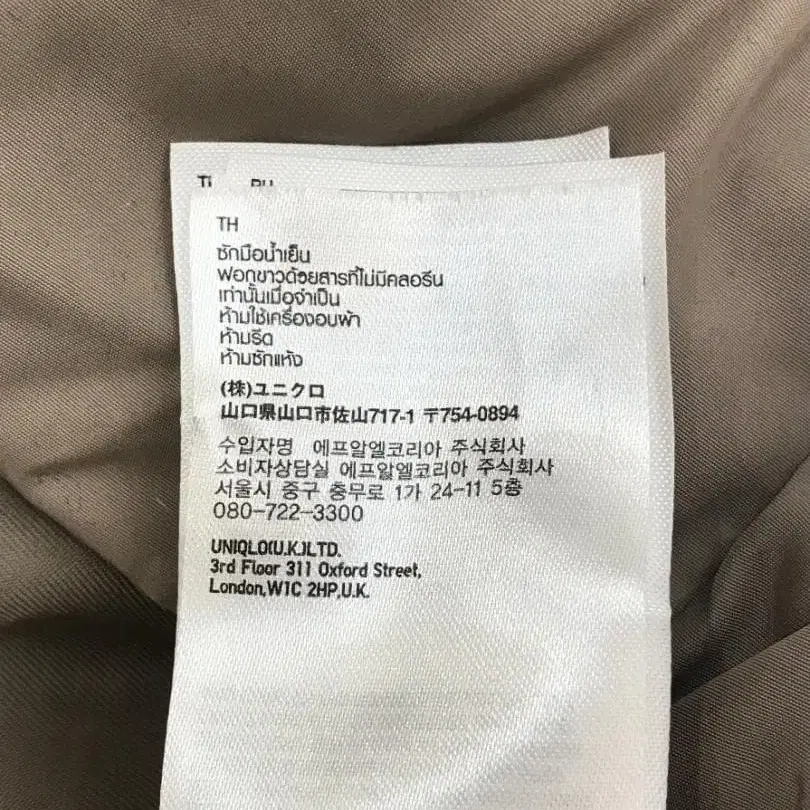 TH
ซักมือน้ำเย็น
ฟอกขาวด้วยสารที่ไม่มีคลอรีน
เท่านั้นเมื่อจำเป็น
ห้ามใช้เครื่องอบผ้า
ห้ามรีด
ห้ามซักแห้ง
(株)ユニクロ
山口県山口市佐山717-1 〒754-0894
수입자명 에프알엘코리아 주식회사
소비자상담실 에프알엘코리아 주식회사
서울시 중구 충무로 1가 24-11 5층
080-722-3300
UNIQLO(U.K.)LTD.
3rd Floor 311 Oxford Street,
London,W1C 2HP,U.K.